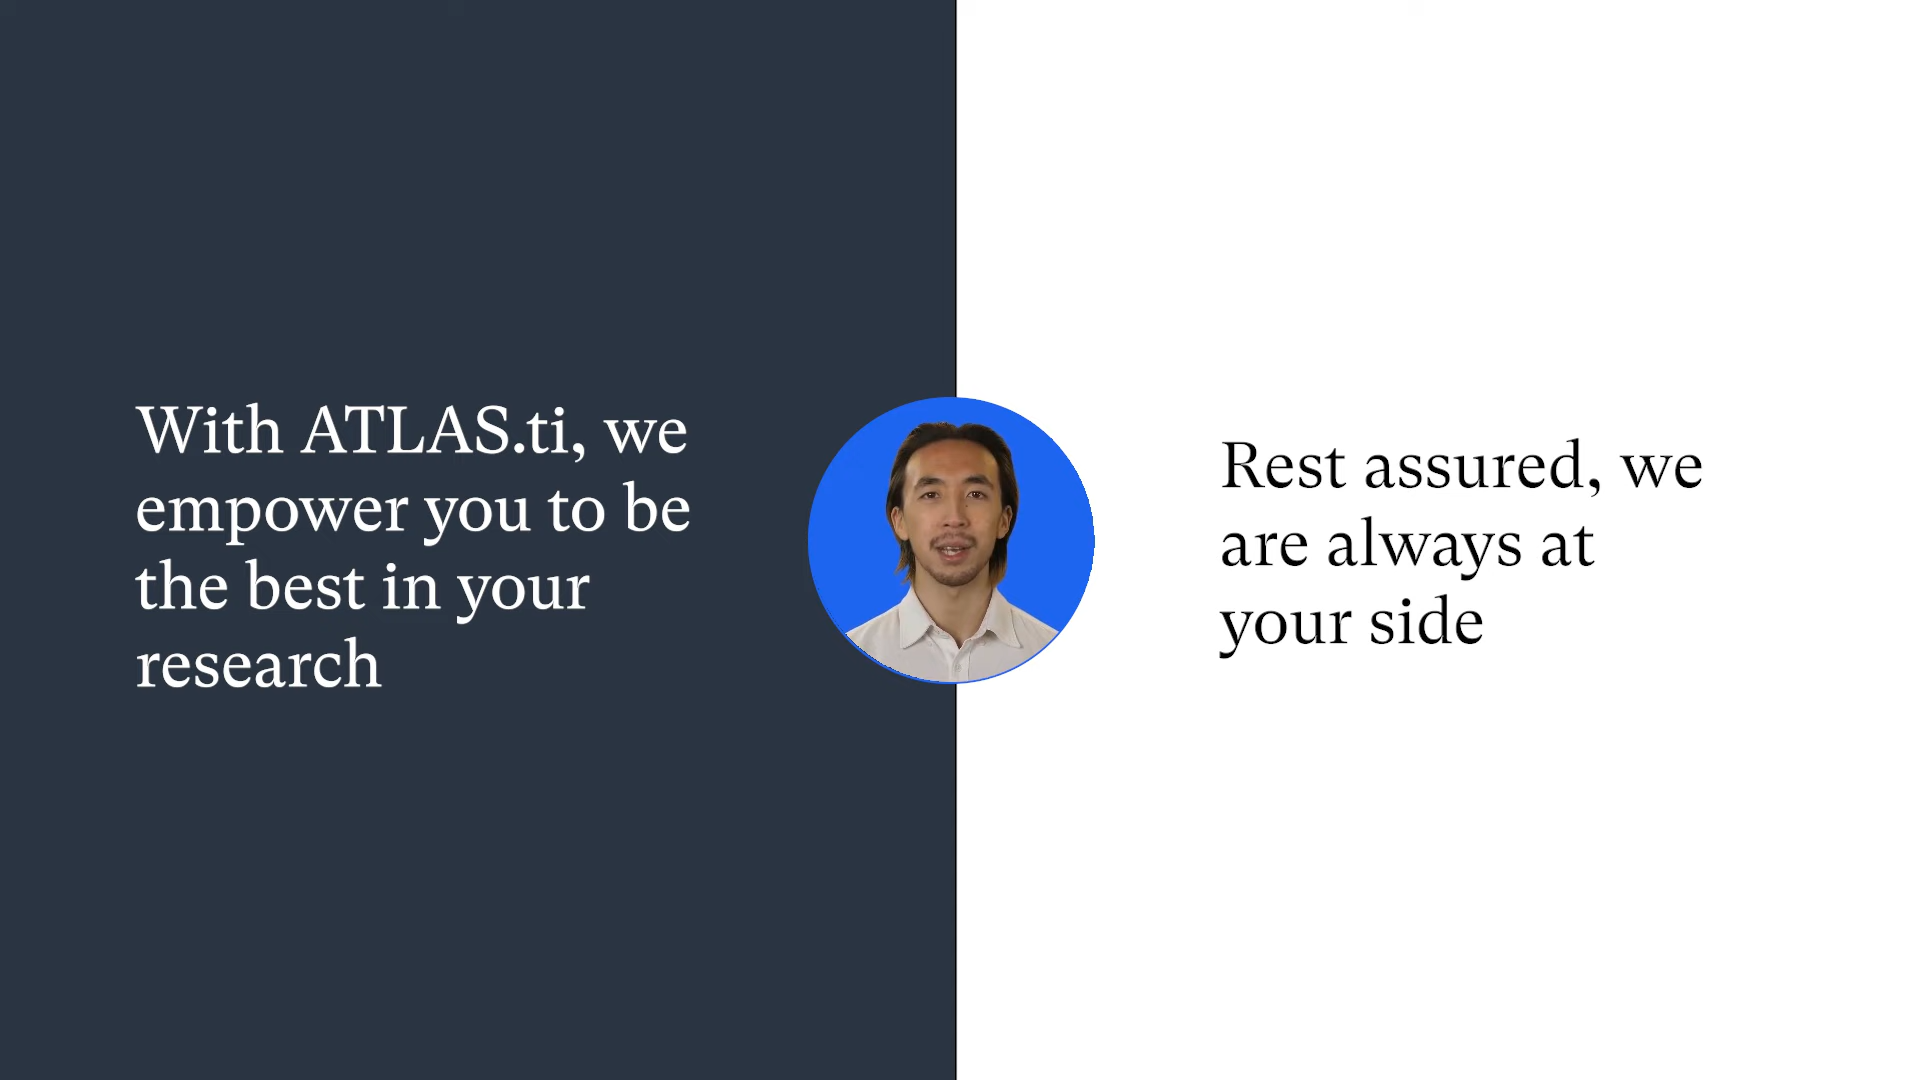 With ATLAS.ti, we
empower you to be
the best in your
research
Rest assured, we
are always at
your side